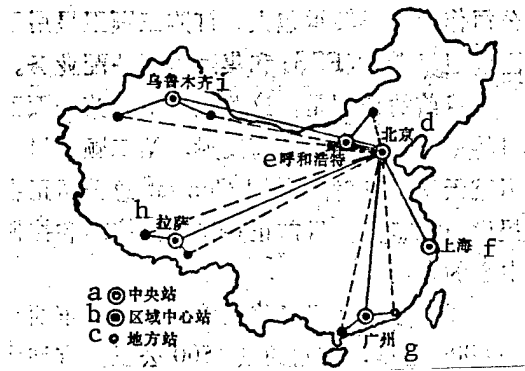 乌鲁木齐 i
北京 d
e 呼和浩特
h 拉萨
上海 f
a 中央站
b 区域中心站
c 地方站
广州
g